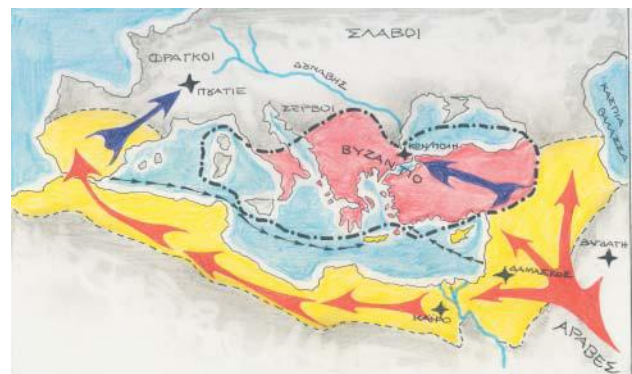 ΣΛΑΒΟΙ
ΦΡΑΓΚΟΙ
ΔΟΥΝΑΒΗΣ
ΠΟΥΑΤΙΕ
ΣΕΡΒΟΙ
ΚΑΣΠΙΑ
ΘΑΛΑΣΣΑ
ΒΥΖΑΝΤΙΟ
ΚΩΝ/ΠΟΛΗ
ΒΑΓΔΑΤΗ
ΔΑΜΑΣΚΟΣ
ΚΑΙΡΟ
ΑΡΑΒΕΣ